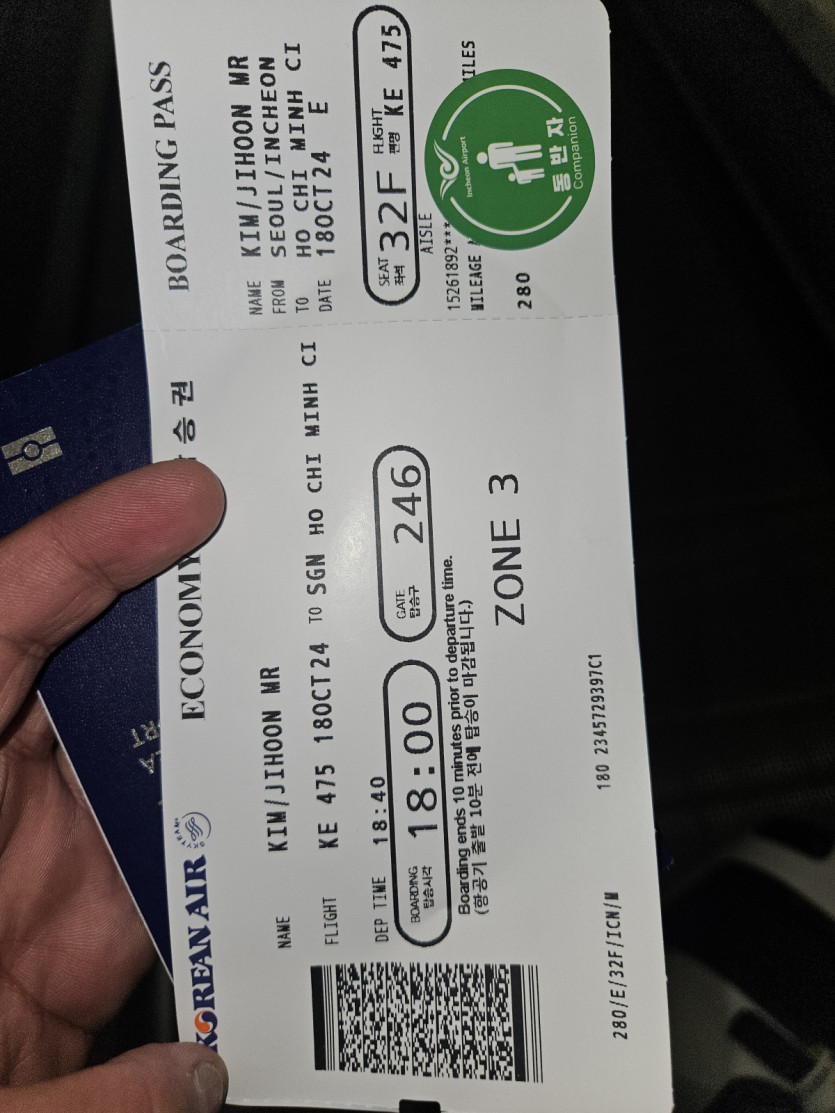 KOREAN AIR
ECONOMY 승권
NAME KIM/JIHOON MR
FLIGHT KE 475 18OCT24 TO SGN HO CHI MINH CI
DEP TIME 18:40
BOARDING 탑승시각 18:00
GATE 탑승구 246
Boarding ends 10 minutes prior to departure time.
(항공기 출발 10분 전에 탑승이 마감됩니다.)
ZONE 3
180 2345729397C1
280/E/32F/ICN/M
BOARDING PASS
NAME KIM/JIHOON MR
FROM SEOUL/INCHEON
TO HO CHI MINH CI
DATE 18OCT24 E
SEAT 좌석 32F FLIGHT 편명 KE 475
AISLE
15261892***
MILEAGE
280
Incheon Airport
동반자
Companion